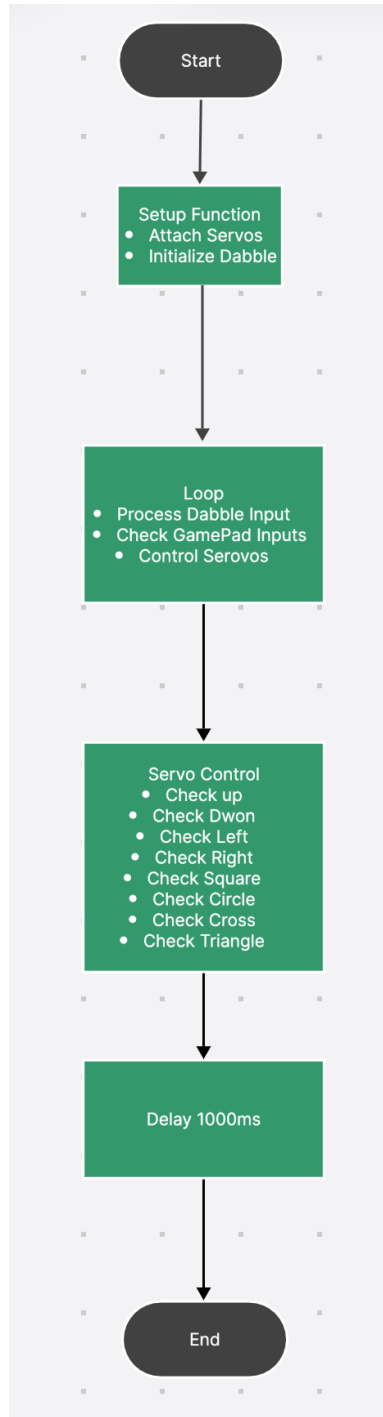 Start
Setup Function
• Attach Servos
• Initialize Dabble
Loop
• Process Dabble Input
• Check GamePad Inputs
• Control Serovos
Servo Control
• Check up
• Check Dwon
• Check Left
• Check Right
• Check Square
• Check Circle
• Check Cross
• Check Triangle
Delay 1000ms
End